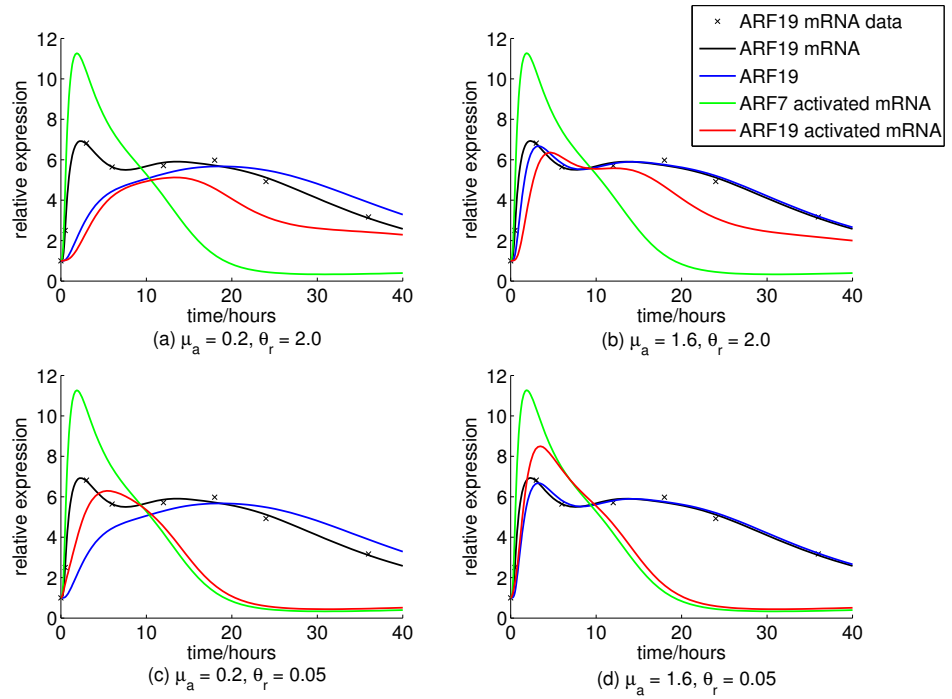 × ARF19 mRNA data
ARF19 mRNA
ARF19
ARF7 activated mRNA
ARF19 activated mRNA
12
10
8
6
4
2
0
relative expression
0 10 20 30 40
time/hours
(a) μa = 0.2, θr = 2.0
12
10
8
6
4
2
0
relative expression
0 10 20 30 40
time/hours
(b) μa = 1.6, θr = 2.0
12
10
8
6
4
2
0
relative expression
0 10 20 30 40
time/hours
(c) μa = 0.2, θr = 0.05
12
10
8
6
4
2
0
relative expression
0 10 20 30 40
time/hours
(d) μa = 1.6, θr = 0.05